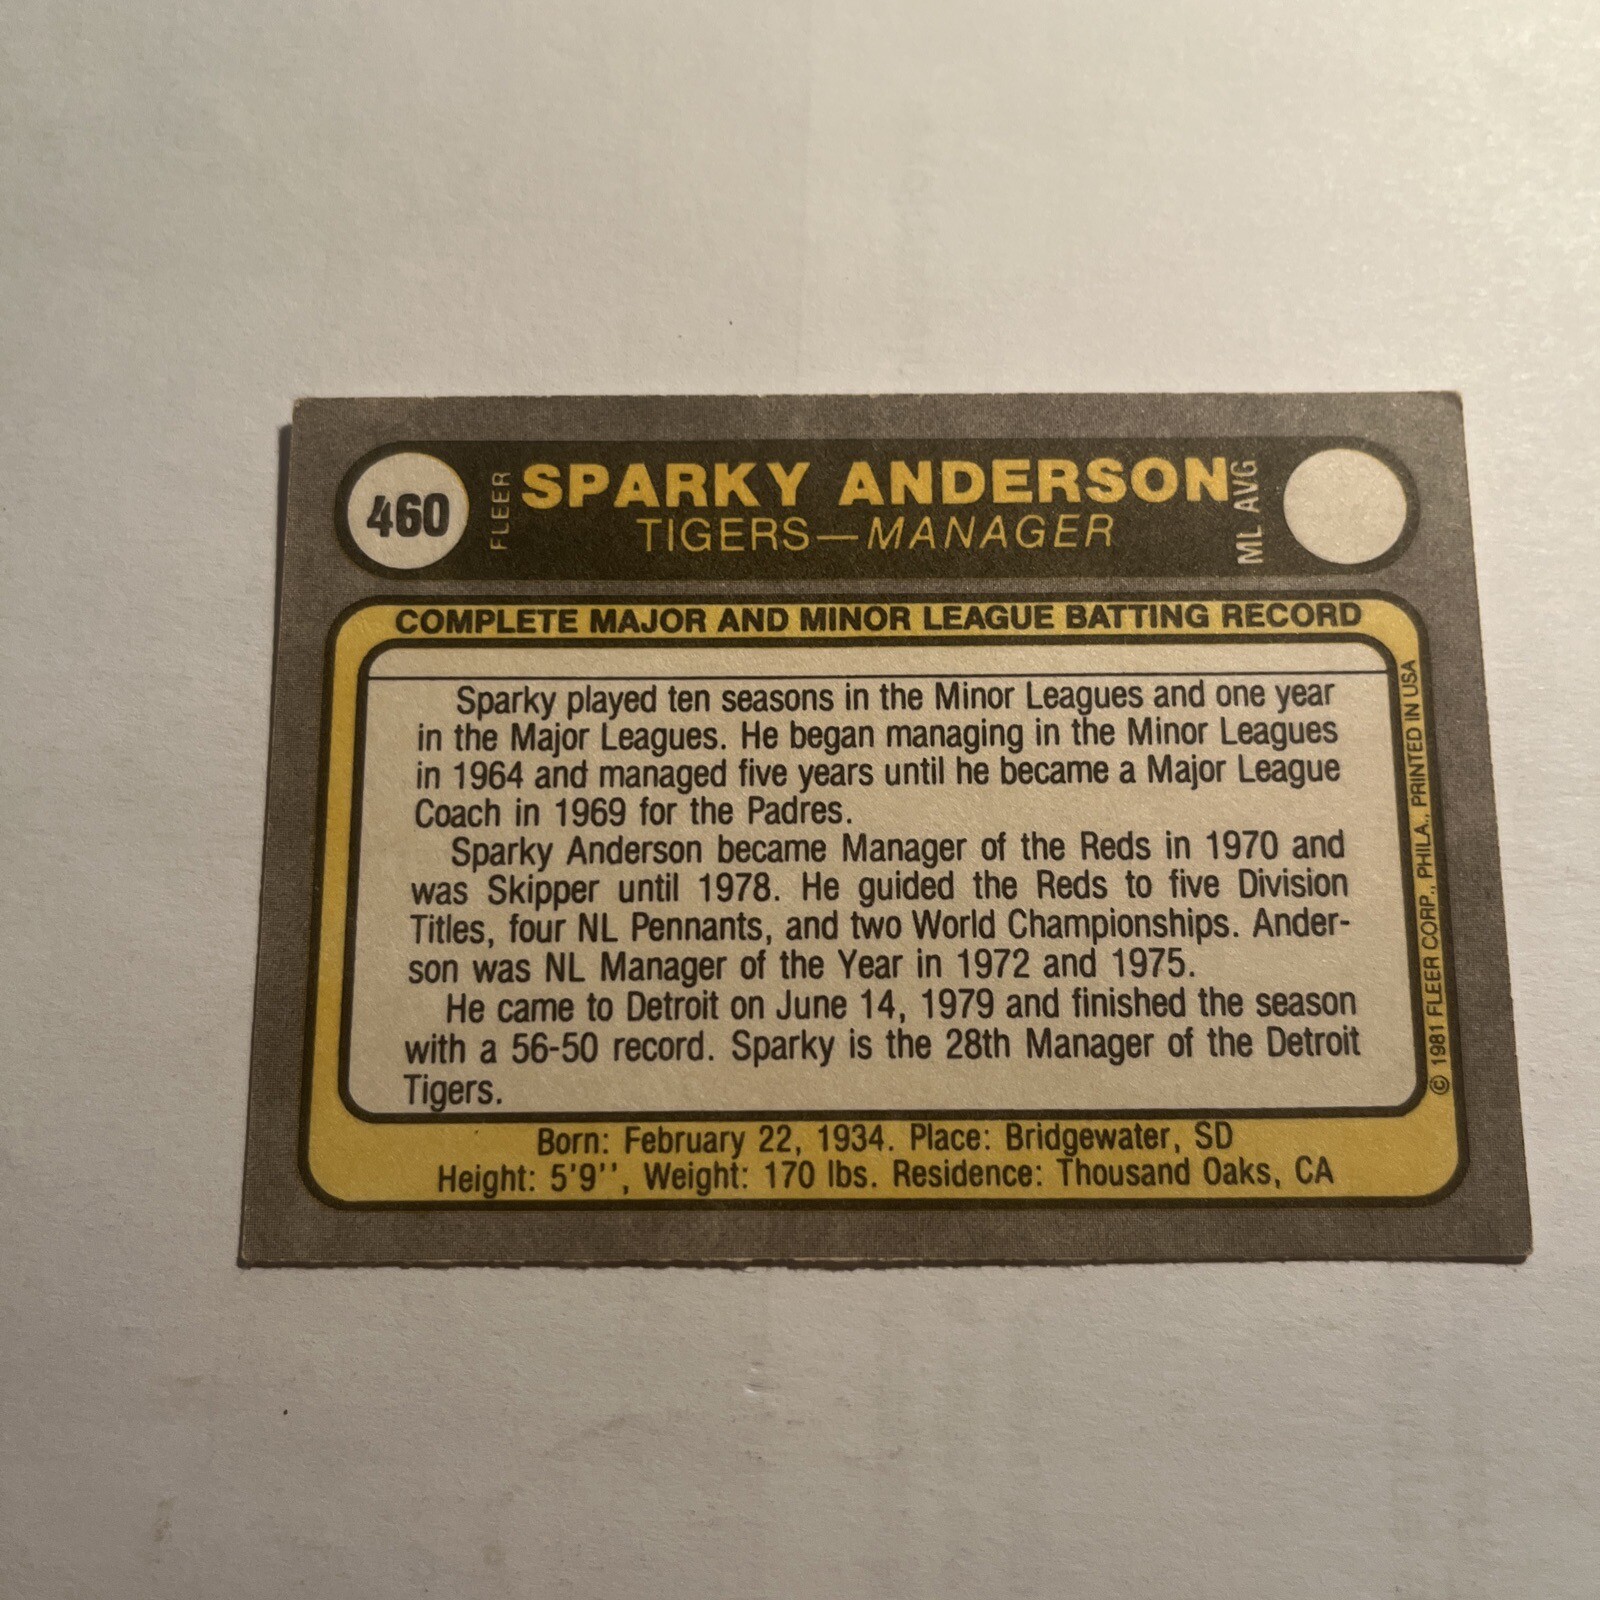 460
FLEER
SPARKY ANDERSON
TIGERS—MANAGER
ML AVG
COMPLETE MAJOR AND MINOR LEAGUE BATTING RECORD
Sparky played ten seasons in the Minor Leagues and one year
in the Major Leagues. He began managing in the Minor Leagues
in 1964 and managed five years until he became a Major League
Coach in 1969 for the Padres.
Sparky Anderson became Manager of the Reds in 1970 and
was Skipper until 1978. He guided the Reds to five Division
Titles, four NL Pennants, and two World Championships. Ander-
son was NL Manager of the Year in 1972 and 1975.
He came to Detroit on June 14, 1979 and finished the season
with a 56-50 record. Sparky is the 28th Manager of the Detroit
Tigers.
Born: February 22, 1934. Place: Bridgewater, SD
Height: 5'9'', Weight: 170 lbs. Residence: Thousand Oaks, CA
© 1981 FLEER CORP., PHILA., PRINTED IN USA